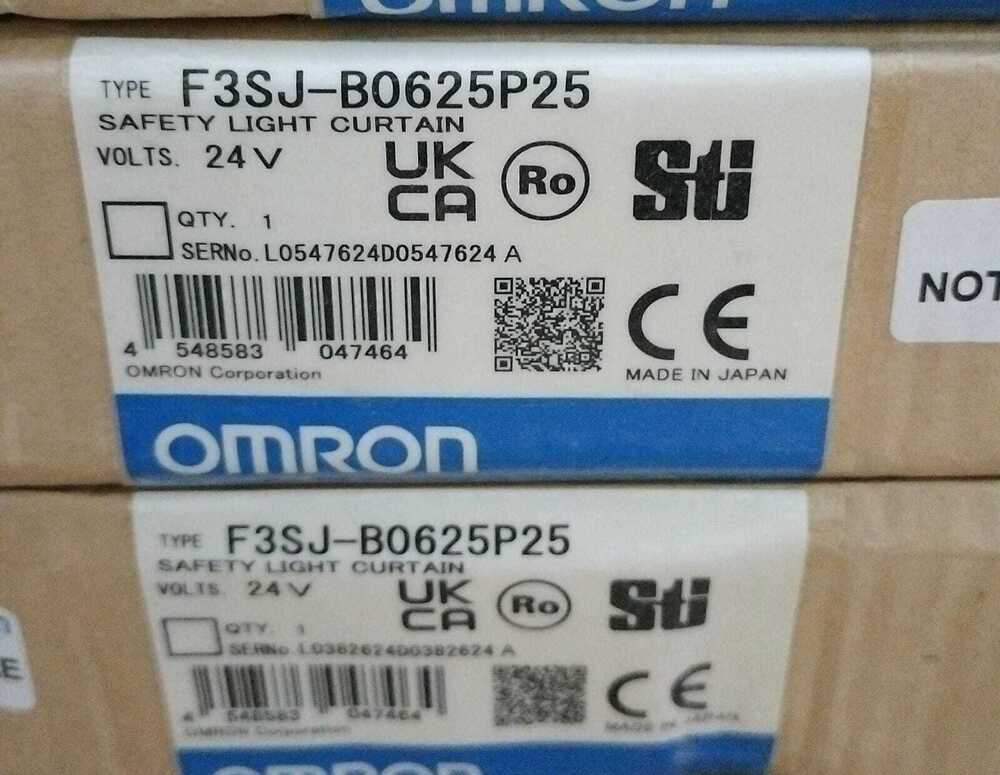 OMRON
TYPE F3SJ-B0625P25
SAFETY LIGHT CURTAIN
VOLTS. 24V
UK
CA
Ro
Sti
QTY. 1
SERNo. L0547624D0547624 A
4 548583 047464
CE
OMRON Corporation
MADE IN JAPAN
OMRON
NOT
TYPE F3SJ-B0625P25
SAFETY LIGHT CURTAIN
VOLTS. 24V
UK
CA
Ro
Sti
QTY. 1
SERNo. L0382624D0382624 A
4 548583 047464
CE
OMRON Corporation
MADE IN JAPAN
OMRON